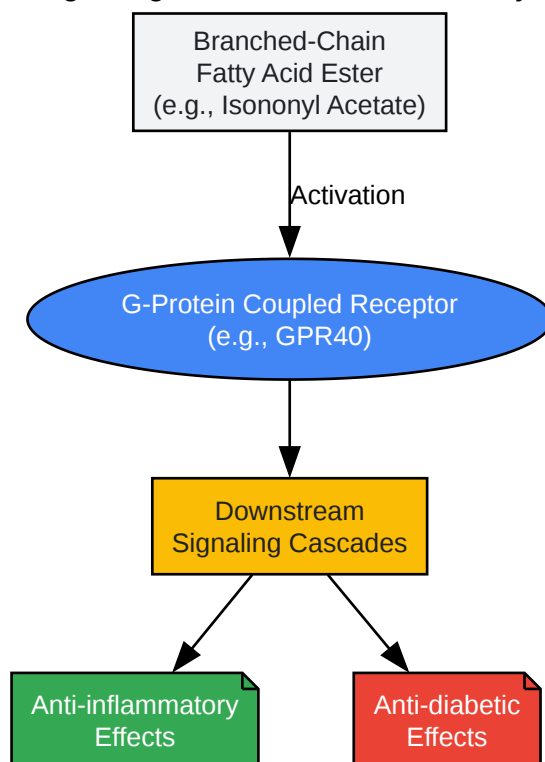 Branched-Chain
Fatty Acid Ester
(e.g., Isononyl Acetate)
Activation
G-Protein Coupled Receptor
(e.g., GPR40)
Downstream
Signaling Cascades
Anti-inflammatory
Effects
Anti-diabetic
Effects